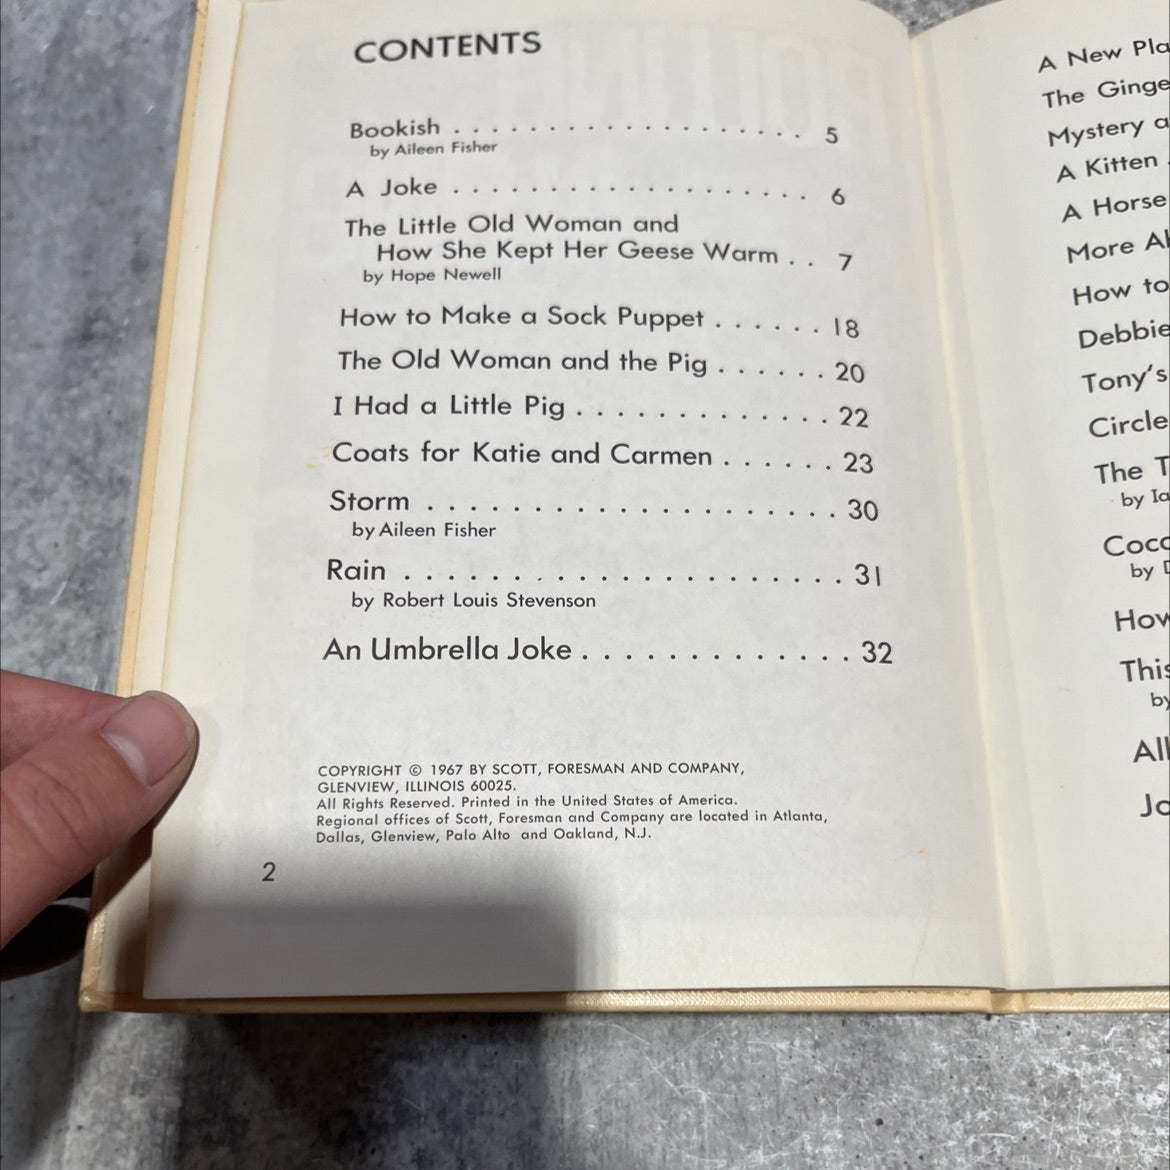 CONTENTS
Bookish . . . . . . . . . . . . . . . . . . 5
by Aileen Fisher
A Joke . . . . . . . . . . . . . . . . . . 6
The Little Old Woman and
How She Kept Her Geese Warm . . 7
by Hope Newell
How to Make a Sock Puppet . . . . . . 18
The Old Woman and the Pig . . . . . . 20
I Had a Little Pig . . . . . . . . . . . . . 22
Coats for Katie and Carmen . . . . . . 23
Storm . . . . . . . . . . . . . . . . . . . . 30
by Aileen Fisher
Rain . . . . . . . . . . . . . . . . . . . . . 31
by Robert Louis Stevenson
An Umbrella Joke . . . . . . . . . . . . . 32
COPYRIGHT © 1967 BY SCOTT, FORESMAN AND COMPANY,
GLENVIEW, ILLINOIS 60025.
All Rights Reserved. Printed in the United States of America.
Regional offices of Scott, Foresman and Company are located in Atlanta,
Dallas, Glenview, Palo Alto and Oakland, N.J.
2
A New
The
Mystery
A Kitten
A Horse
More
How to
Debbie
Tony's
Circle
The
by
by
How
This
by
All